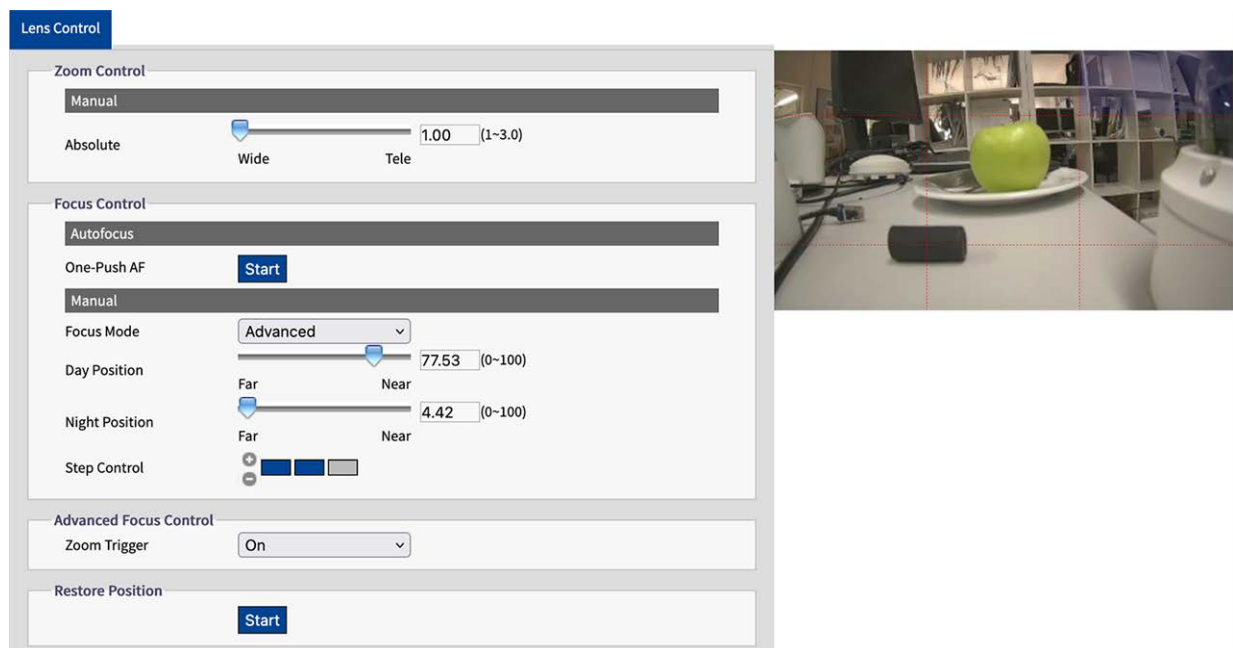 Lens Control
Zoom Control
Manual
Absolute 1.00 (1~3.0)
Wide Tele
Focus Control
Autofocus
One-Push AF Start
Manual
Focus Mode Advanced
Day Position 77.53 (0~100)
Far Near
Night Position 4.42 (0~100)
Far Near
Step Control
Advanced Focus Control
Zoom Trigger On
Restore Position
Start